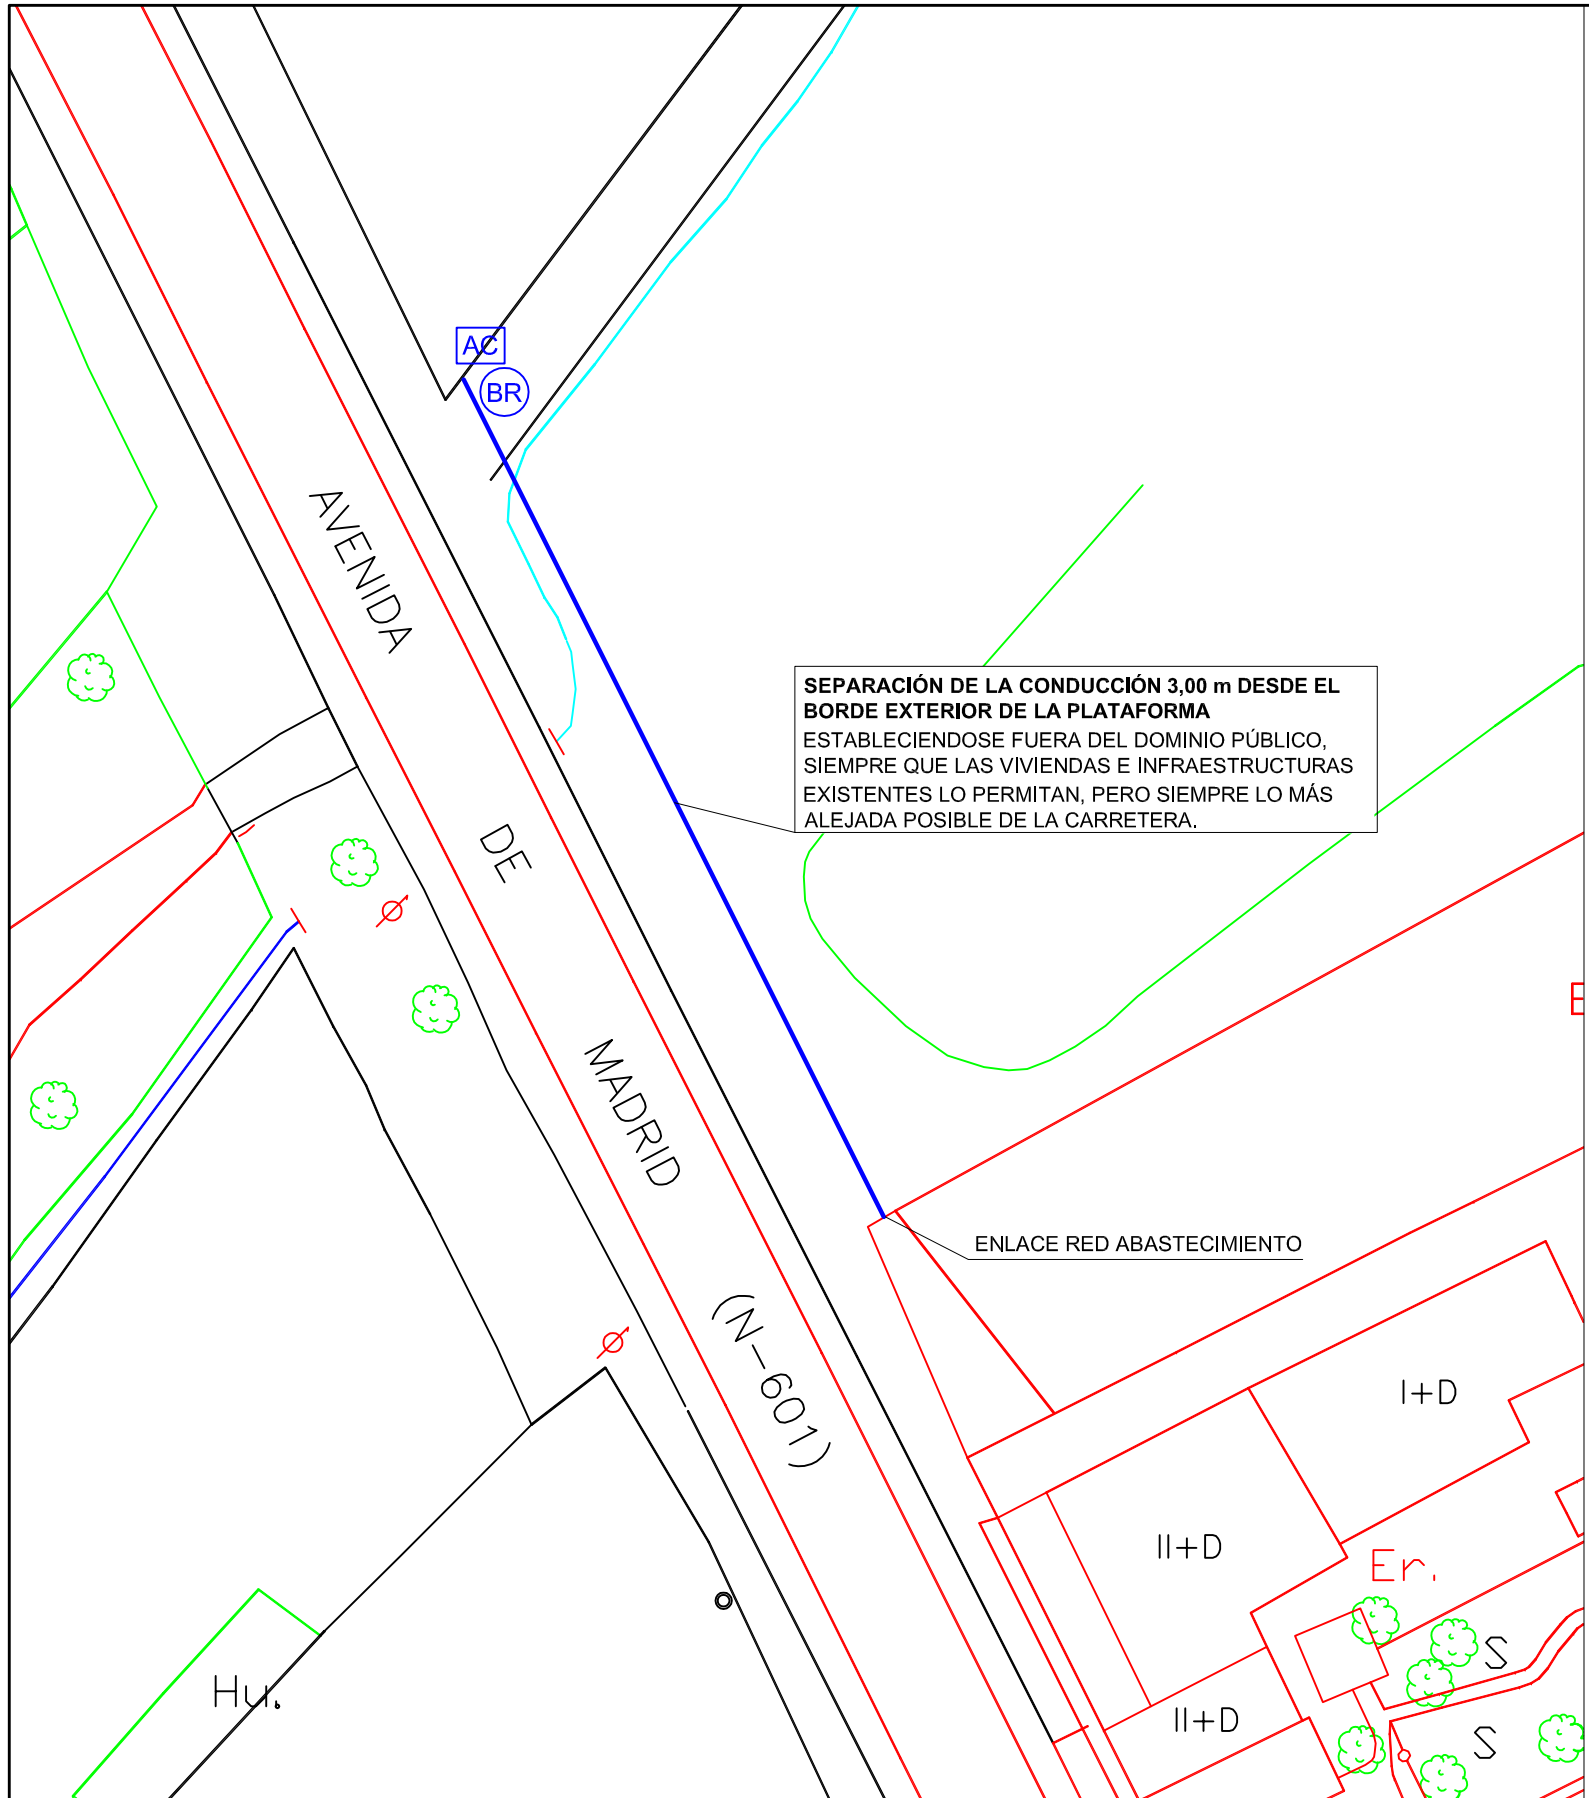 AC
BR
AVENIDA
SEPARACIÓN DE LA CONDUCCIÓN 3,00 m DESDE EL
BORDE EXTERIOR DE LA PLATAFORMA
ESTABLECIENDOSE FUERA DEL DOMINIO PÚBLICO,
SIEMPRE QUE LAS VIVIENDAS E INFRAESTRUCTURAS
EXISTENTES LO PERMITAN, PERO SIEMPRE LO MÁS
ALEJADA POSIBLE DE LA CARRETERA.
DE
E
MADRID
ENLACE RED ABASTECIMIENTO
(N-601)
I+D
II+D
Er.
S
Hu.
II+D
S